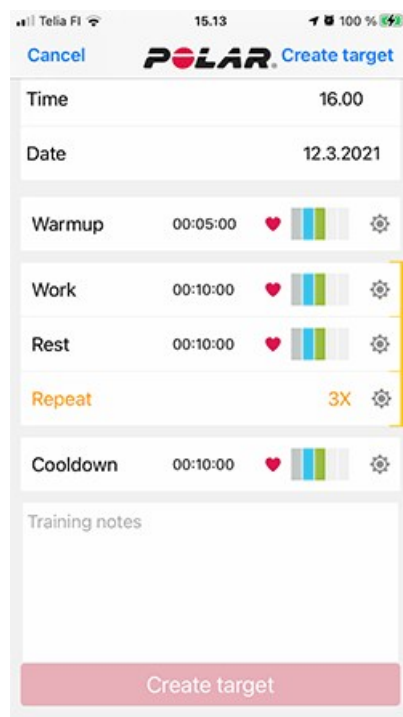 Telia FI 15.13 100 %
Cancel POLAR. Create target
Time 16.00
Date 12.3.2021
Warmup 00:05:00
Work 00:10:00
Rest 00:10:00
Repeat 3X
Cooldown 00:10:00
Training notes
Create target